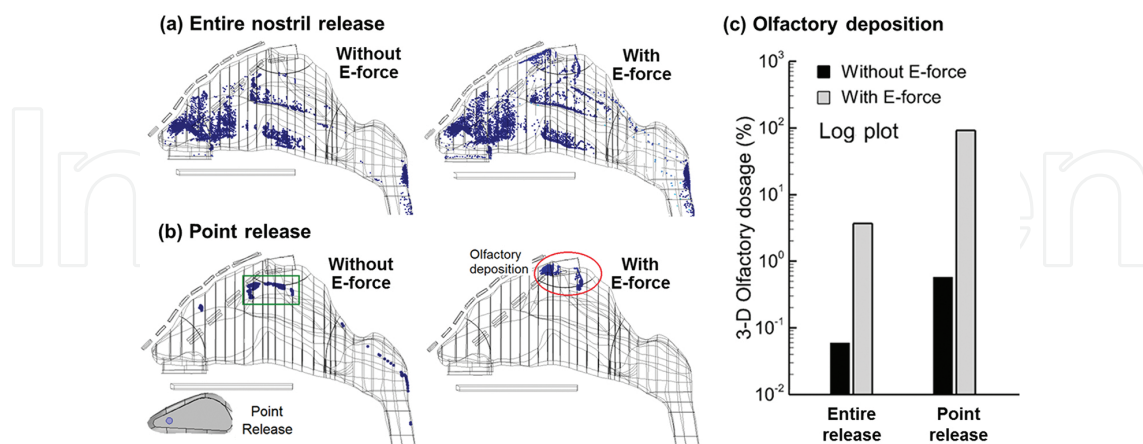 (a) Entire nostril release
Without
E-force
With
E-force
(b) Point release
Without
E-force
Olfactory
deposition
With
E-force
Point
Release
(c) Olfactory deposition
Without E-force
With E-force
Log plot
3-D Olfactory dosage (%)
10³
10²
10¹
10⁰
10⁻¹
10⁻²
Entire
release
Point
release